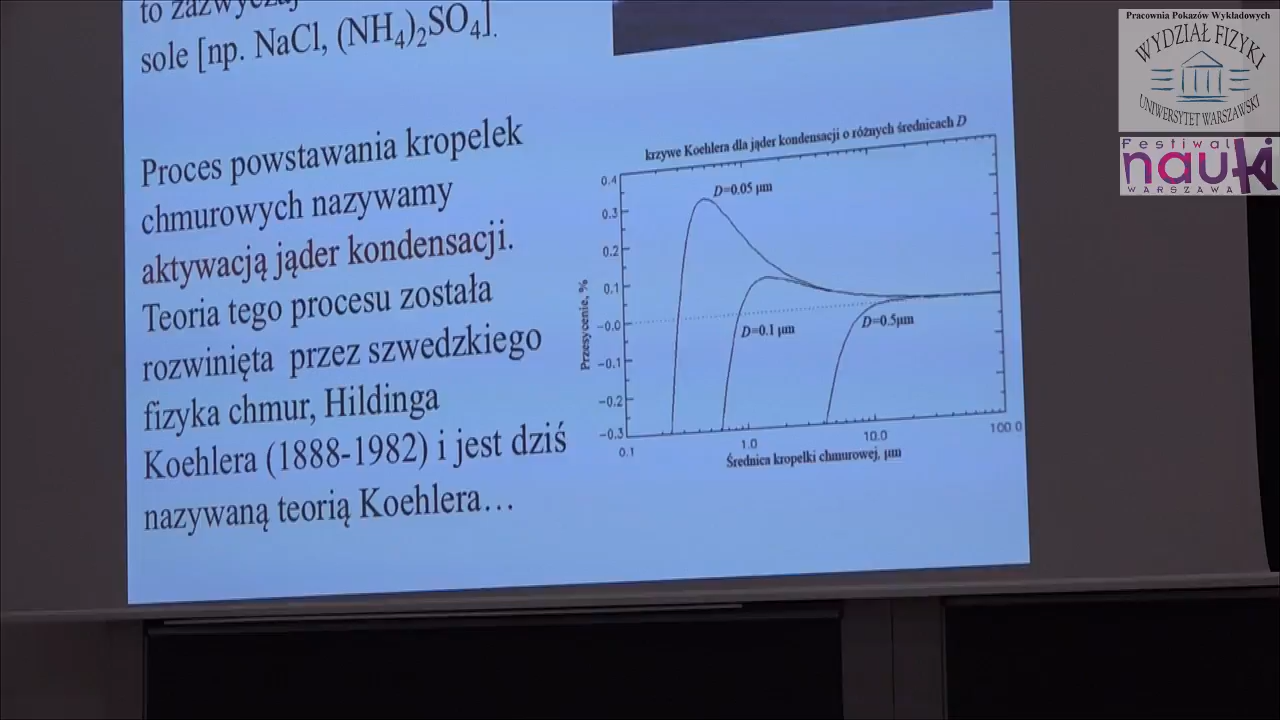 to zazwyczaj
sole [np. NaCl, (NH4)2SO4].
Proces powstawania kropelek
chmurowych nazywamy
aktywacją jąder kondensacji.
Teoria tego procesu została
rozwinięta przez szwedzkiego
fizyka chmur, Hildinga
Koehlera (1888-1982) i jest dziś
nazywaną teorią Koehlera...
krzywe Koehlera dla jąder kondensacji o różnych średnicach D
0.4
0.3
0.2
0.1
-0.0
-0.1
-0.2
-0.3
Przesycenie, %
D=0.05 μm
D=0.1 μm
D=0.5μm
0.1
1.0
10.0
100 0
Średnica kropelki chmurowej, μm
Pracownia Pokazów Wykładowych
WYDZIAŁ FIZYKI
UNIWERSYTET WARSZAWSKI
Festiwal
nauki
WARSZAWA